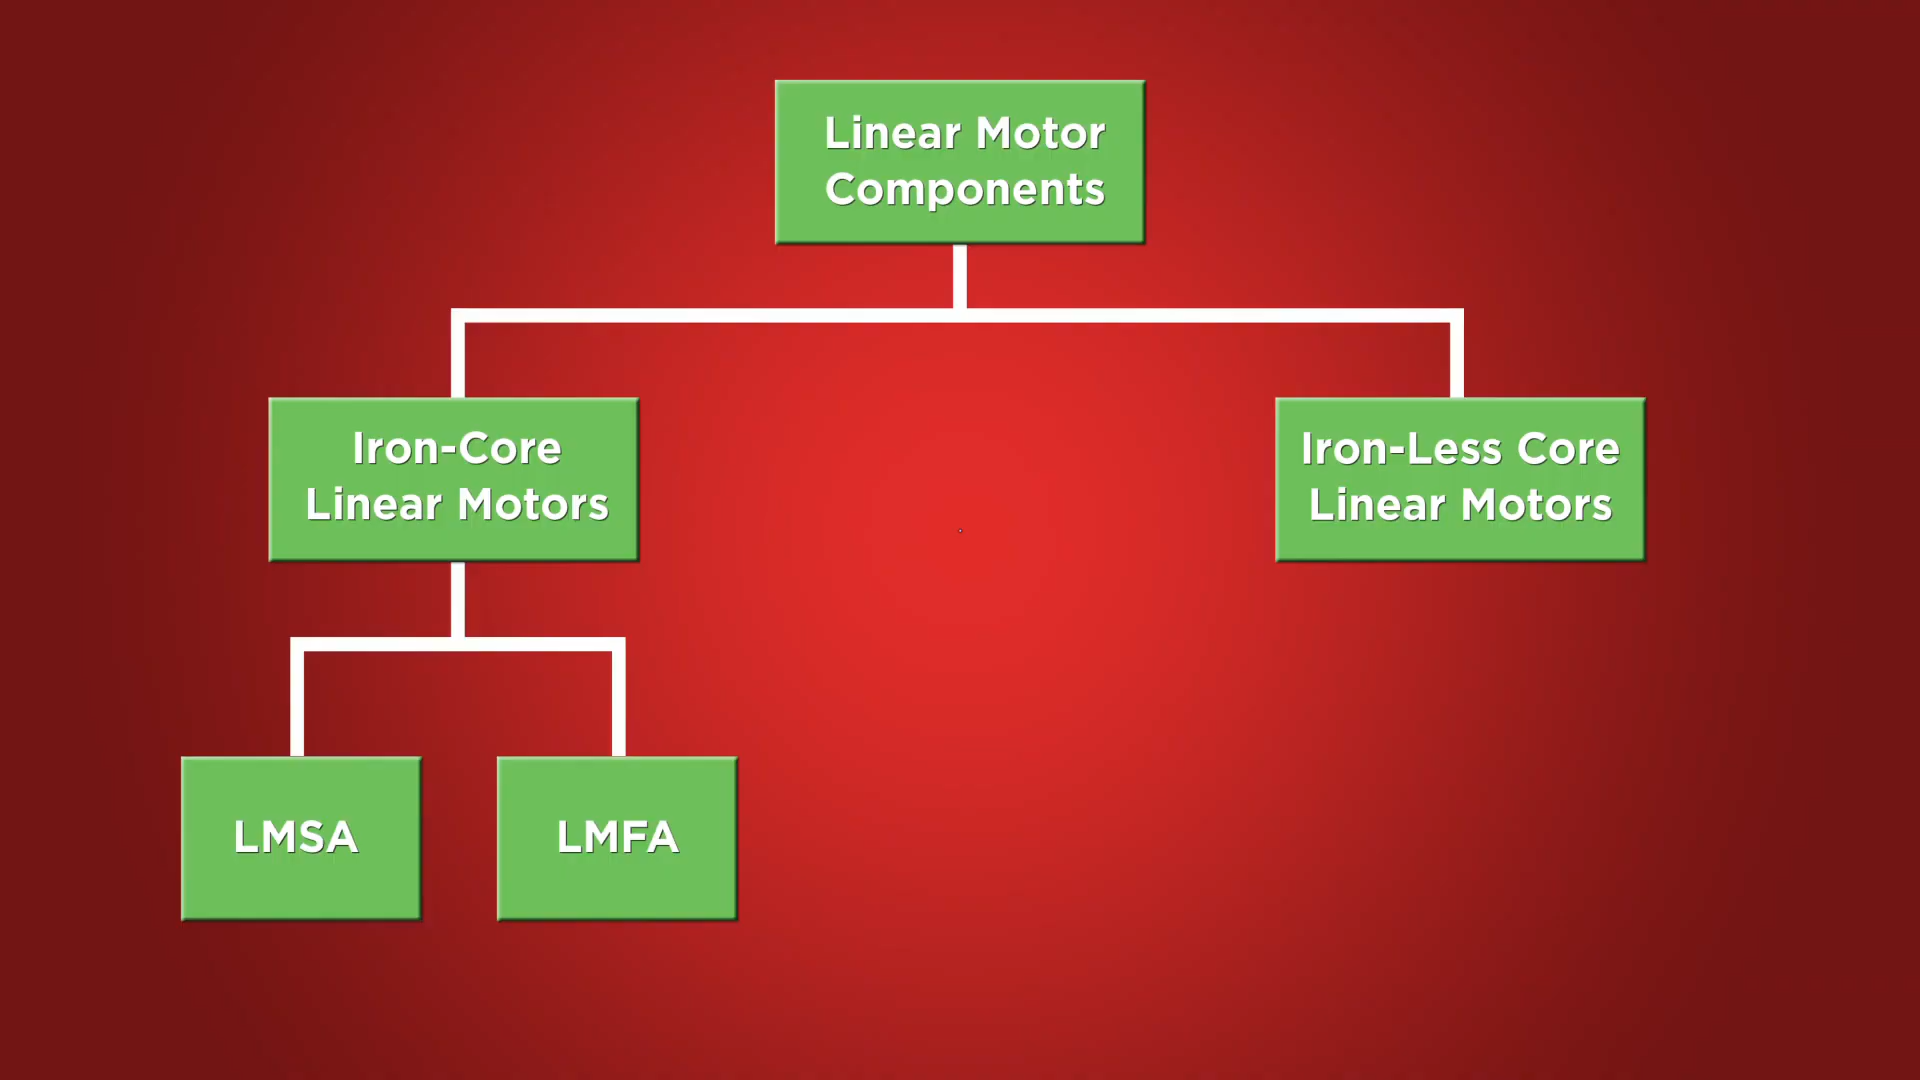 Linear Motor
Components
Iron-Core
Linear Motors
Iron-Less Core
Linear Motors
LMSA
LMFA